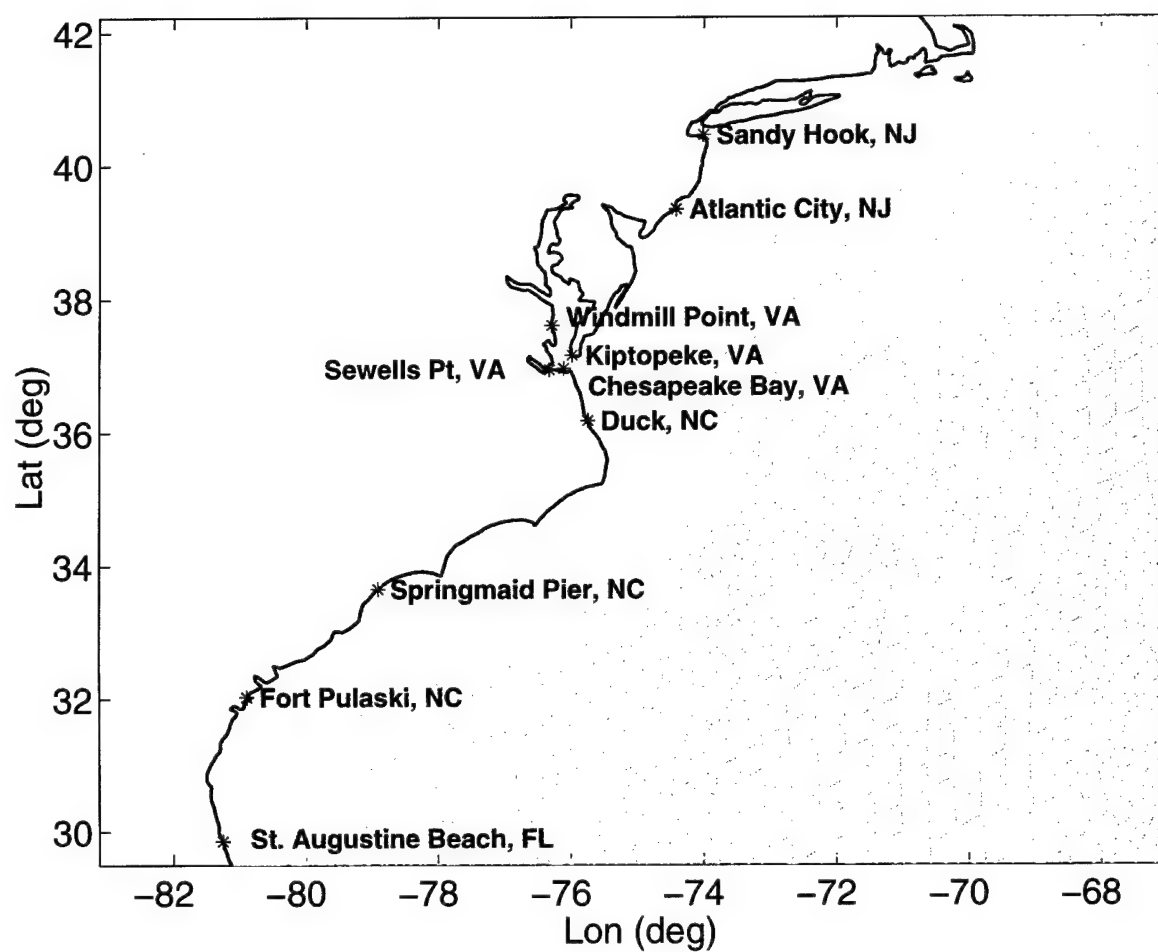 42
40
38
36
34
32
30
Lat (deg)
Sandy Hook, NJ
Atlantic City, NJ
Windmill Point, VA
Kiptopeke, VA
Sewells Pt, VA
Chesapeake Bay, VA
Duck, NC
Springmaid Pier, NC
Fort Pulaski, NC
St. Augustine Beach, FL
−82 −80 −78 −76 −74 −72 −70 −68
Lon (deg)